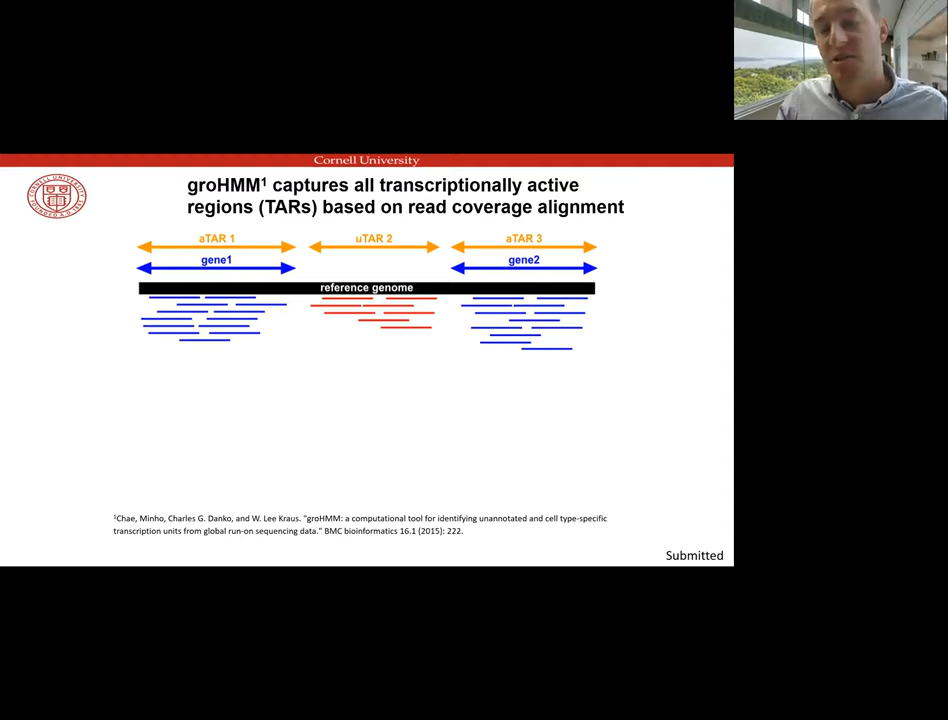 Cornell University
groHMM¹ captures all transcriptionally active
regions (TARs) based on read coverage alignment
aTAR 1 uTAR 2 aTAR 3
gene1 gene2
reference genome
¹Chae, Minho, Charles G. Danko, and W. Lee Kraus. "groHMM: a computational tool for identifying unannotated and cell type-specific
transcription units from global run-on sequencing data." BMC bioinformatics 16.1 (2015): 222.
Submitted